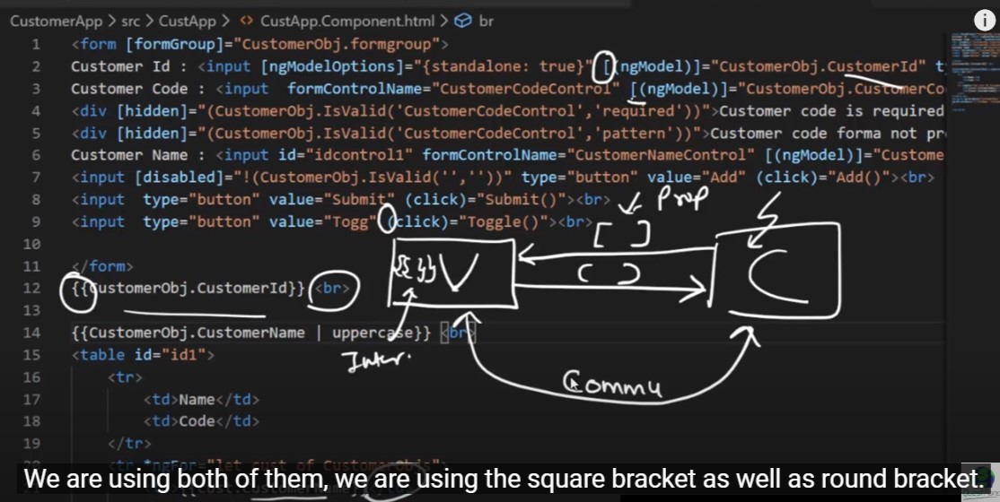 CustomerApp > src > CustApp > <> CustApp.Component.html > br
1 <form [formGroup]="CustomerObj.formgroup">
2 Customer Id : <input [ngModelOptions]="{standalone: true}" [(ngModel)]="CustomerObj.CustomerId" t
3 Customer Code : <input formControlName="CustomerCodeControl" [(ngModel)]="CustomerObj.CustomerCo
4 <div [hidden]="(CustomerObj.IsValid('CustomerCodeControl','required'))">Customer code is required
5 <div [hidden]="(CustomerObj.IsValid('CustomerCodeControl','pattern'))">Customer code forma not pr
6 Customer Name : <input id="idcontrol1" formControlName="CustomerNameControl" [(ngModel)]="Custome
7 <input [disabled]="!(CustomerObj.IsValid('',''))" type="button" value="Add" (click)="Add()"><br>
8 <input type="button" value="Submit" (click)="Submit()"><br>
9 <input type="button" value="Togg" (click)="Toggle()"><br>
Prop
[ ]
10
{{ }} V
( )
C
11 </form>
12 {{CustomerObj.CustomerId}} <br>
13
14 {{CustomerObj.CustomerName | uppercase}} <br
Inter.
15 <table id="id1">
16 <tr>
Commu
17 <td>Name</td>
18 <td>Code</td>
19 </tr>
<tr *ngFor="let cust of CustomerObjs">
We are using both of them, we are using the square bracket as well as round bracket.